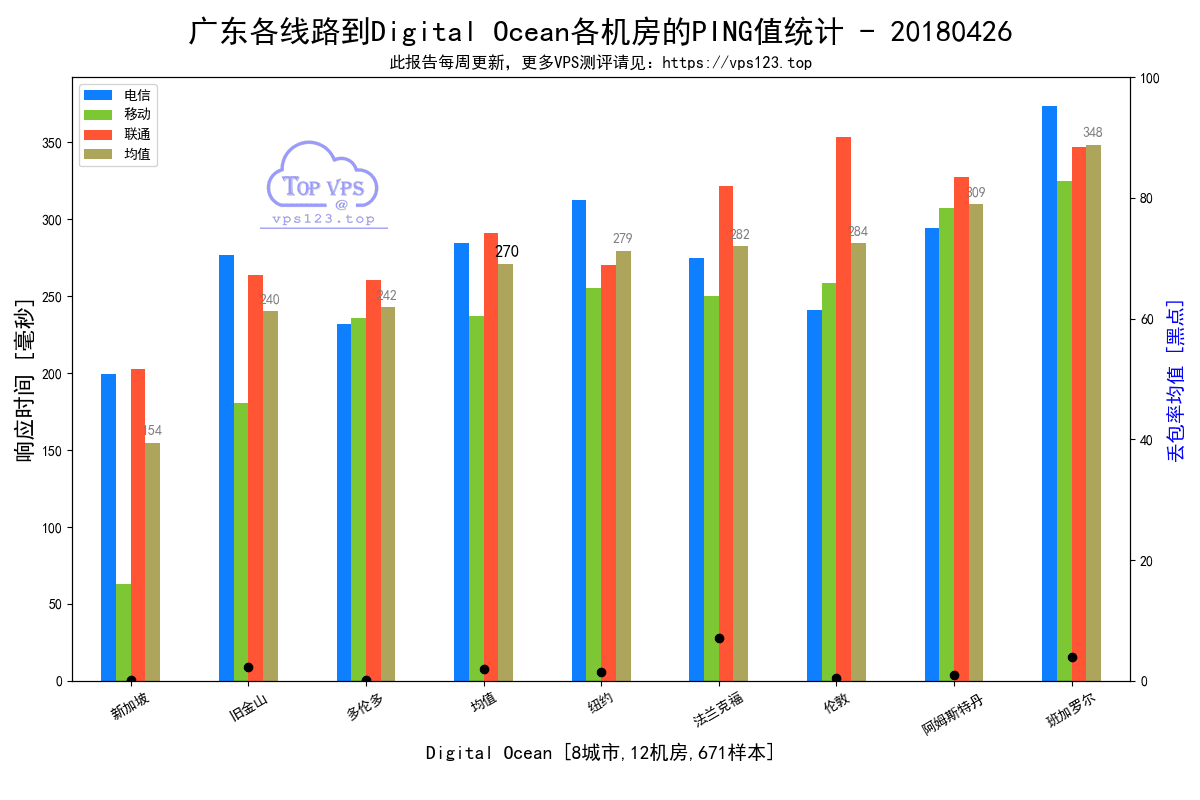 广东各线路到Digital Ocean各机房的PING值统计 - 20180426
此报告每周更新，更多VPS测评请见：https://vps123.top
电信
移动
联通
均值
TOP VPS
@
vps123.top
响应时间 [毫秒]
丢包率均值 [黑点]
350
300
250
200
150
100
50
0
100
80
60
40
20
0
154
240
242
270
279
282
284
309
348
新加坡
旧金山
多伦多
均值
纽约
法兰克福
伦敦
阿姆斯特丹
班加罗尔
Digital Ocean [8城市,12机房,671样本]